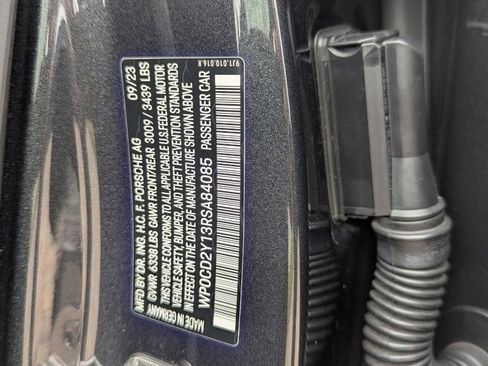 MFD BY DR. ING. H.C. F. PORSCHE AG 09/23
GVWR 6338 LBS GAWR FRONT/REAR 3009 / 3439 LBS
THIS VEHICLE CONFORMS TO ALL APPLICABLE U.S. FEDERAL MOTOR
VEHICLE SAFETY, BUMPER, AND THEFT PREVENTION STANDARDS
IN EFFECT ON THE DATE OF MANUFACTURE SHOWN ABOVE
WP0CD2Y13RSA84085 PASSENGER CAR
MADE IN GERMANY
9J1.010.016.R